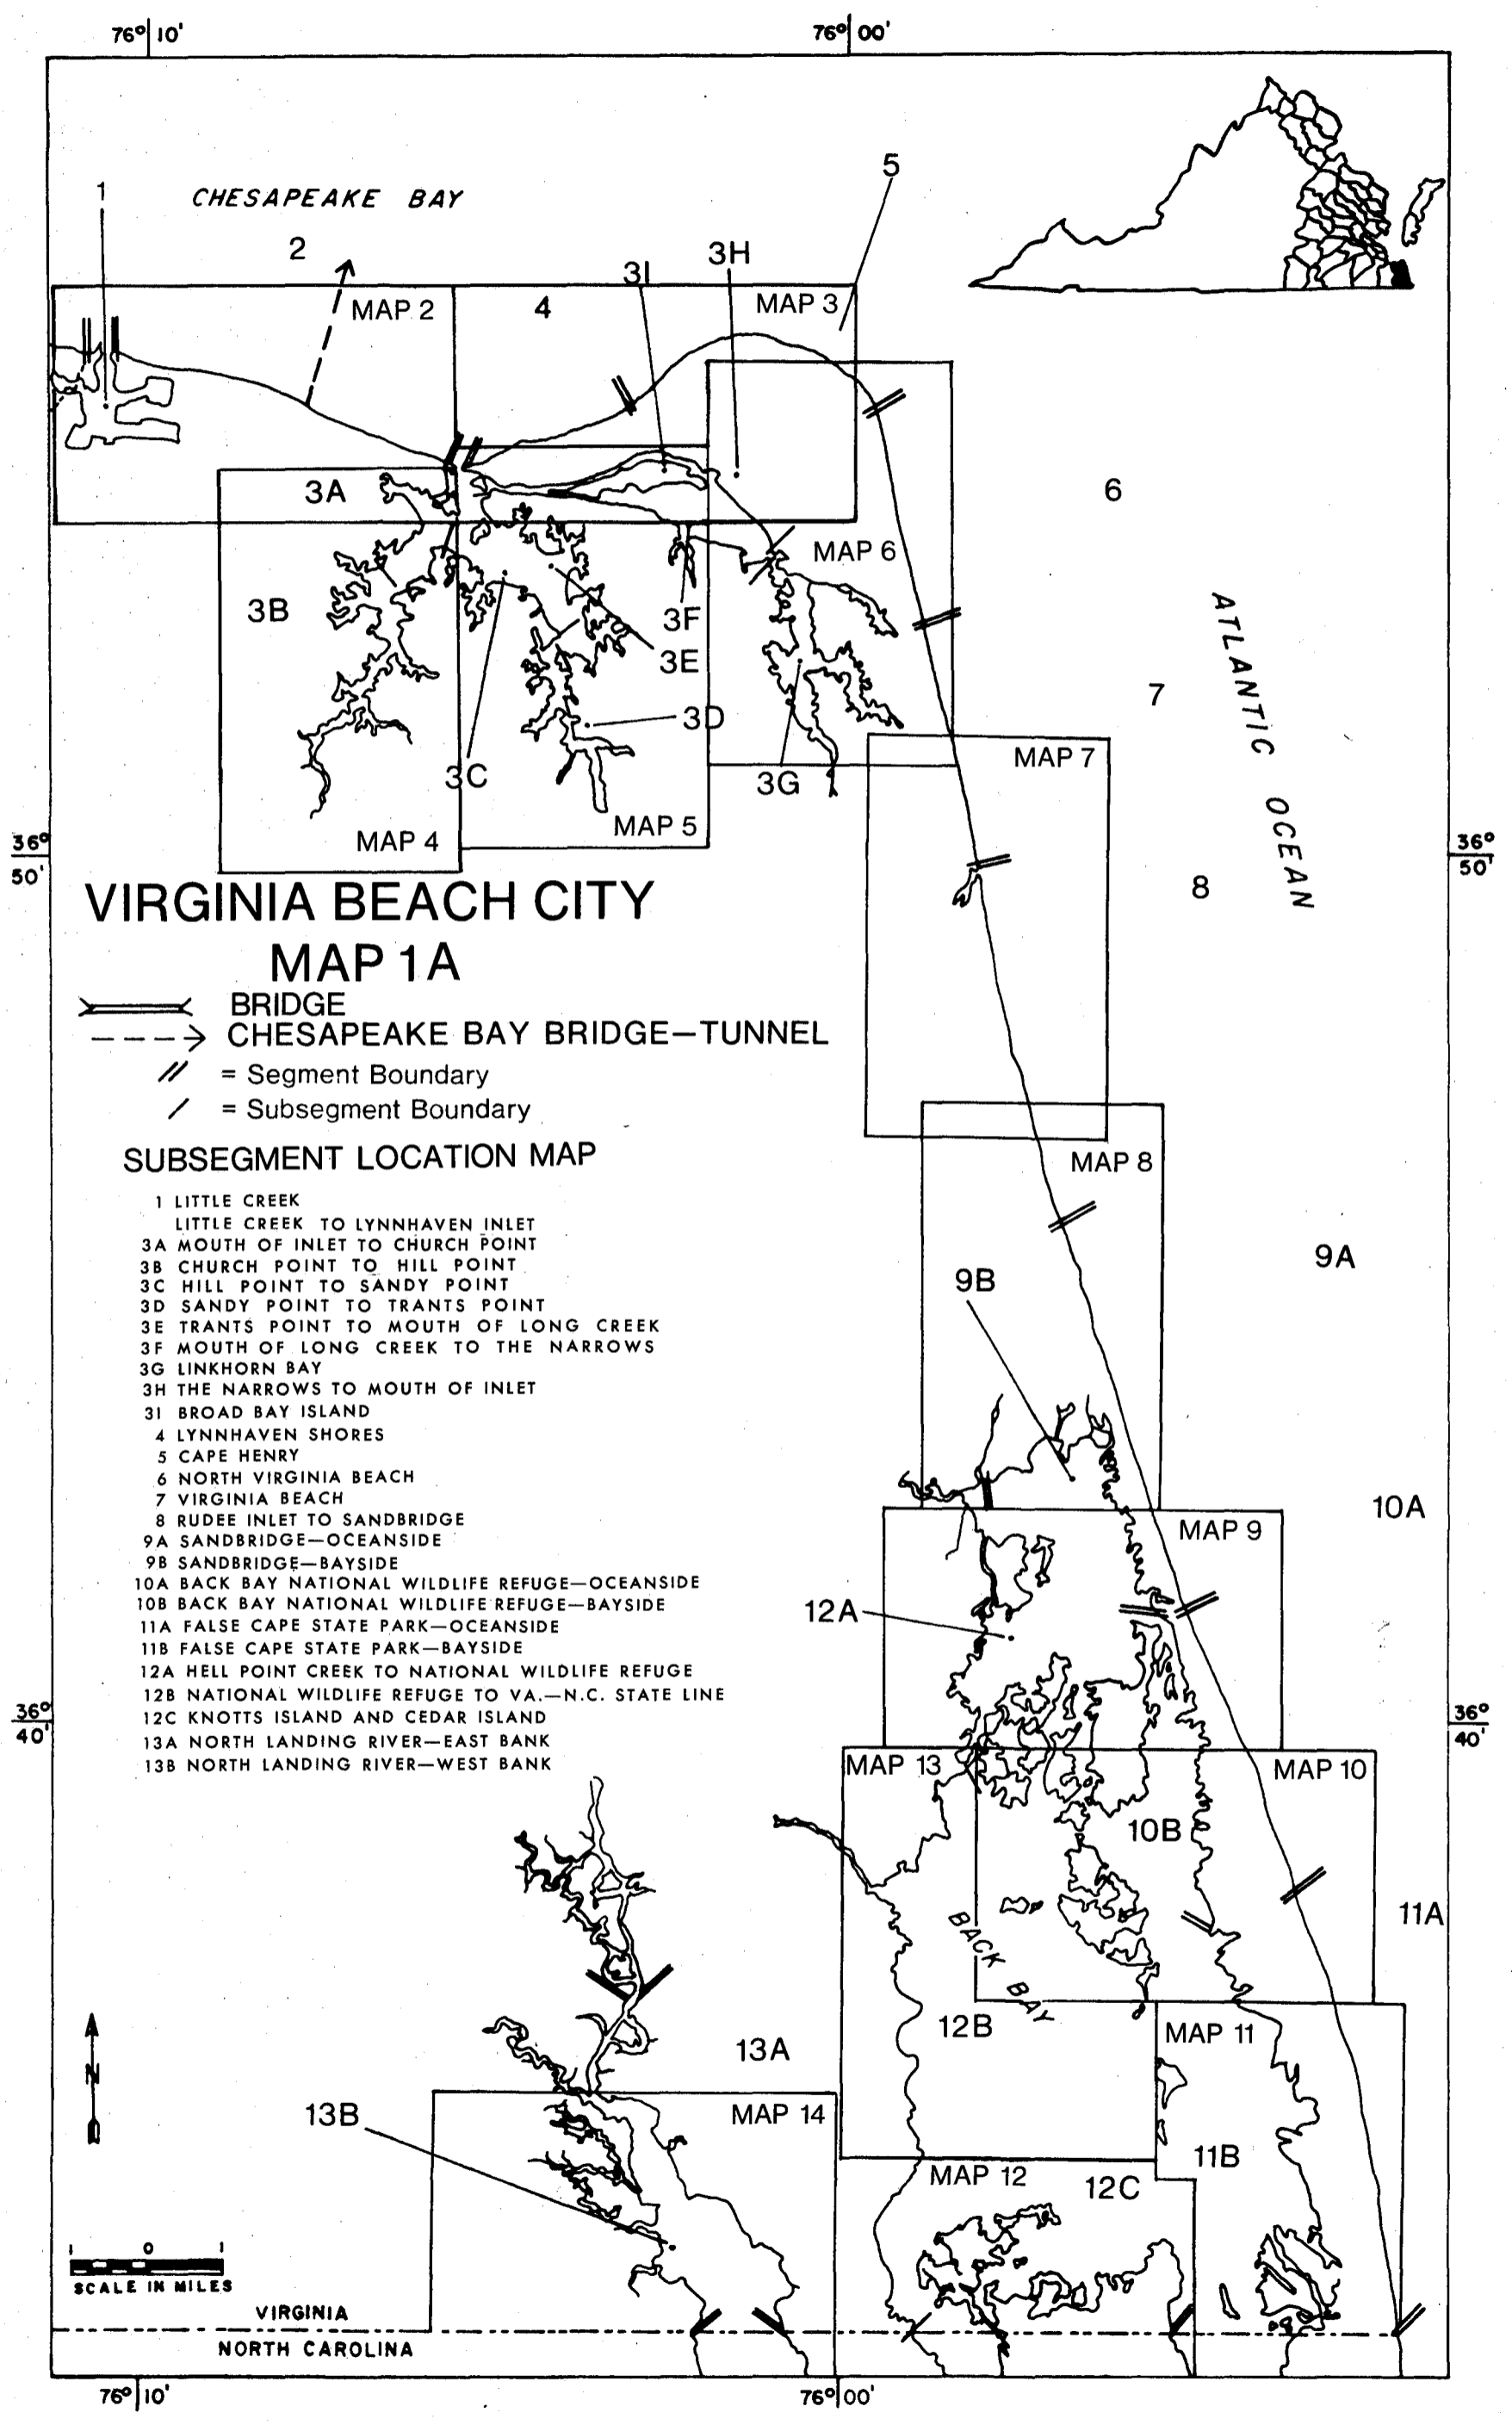 76° 10'
76° 00'
1
CHESAPEAKE BAY
2
5
3I
3H
MAP 2
4
MAP 3
3A
6
MAP 6
3B
3F
3E
7
3D
ATLANTIC OCEAN
3C
3G
MAP 7
MAP 5
MAP 4
36° 50'
36° 50'
8
VIRGINIA BEACH CITY
MAP 1A
BRIDGE
CHESAPEAKE BAY BRIDGE–TUNNEL
= Segment Boundary
= Subsegment Boundary
SUBSEGMENT LOCATION MAP
1 LITTLE CREEK
LITTLE CREEK TO LYNNHAVEN INLET
3A MOUTH OF INLET TO CHURCH POINT
3B CHURCH POINT TO HILL POINT
3C HILL POINT TO SANDY POINT
3D SANDY POINT TO TRANTS POINT
3E TRANTS POINT TO MOUTH OF LONG CREEK
3F MOUTH OF LONG CREEK TO THE NARROWS
3G LINKHORN BAY
3H THE NARROWS TO MOUTH OF INLET
3I BROAD BAY ISLAND
4 LYNNHAVEN SHORES
5 CAPE HENRY
6 NORTH VIRGINIA BEACH
7 VIRGINIA BEACH
8 RUDEE INLET TO SANDBRIDGE
9A SANDBRIDGE–OCEANSIDE
9B SANDBRIDGE–BAYSIDE
10A BACK BAY NATIONAL WILDLIFE REFUGE–OCEANSIDE
10B BACK BAY NATIONAL WILDLIFE REFUGE–BAYSIDE
11A FALSE CAPE STATE PARK–OCEANSIDE
11B FALSE CAPE STATE PARK–BAYSIDE
12A HELL POINT CREEK TO NATIONAL WILDLIFE REFUGE
12B NATIONAL WILDLIFE REFUGE TO VA.–N.C. STATE LINE
12C KNOTTS ISLAND AND CEDAR ISLAND
13A NORTH LANDING RIVER–EAST BANK
13B NORTH LANDING RIVER–WEST BANK
MAP 8
9A
9B
10A
MAP 9
12A
36° 40'
36° 40'
MAP 13
MAP 10
10B
11A
BACK BAY
12B
MAP 11
13A
N
13B
MAP 14
11B
MAP 12
12C
1 0 1
SCALE IN MILES
VIRGINIA
NORTH CAROLINA
76° 10'
76° 00'